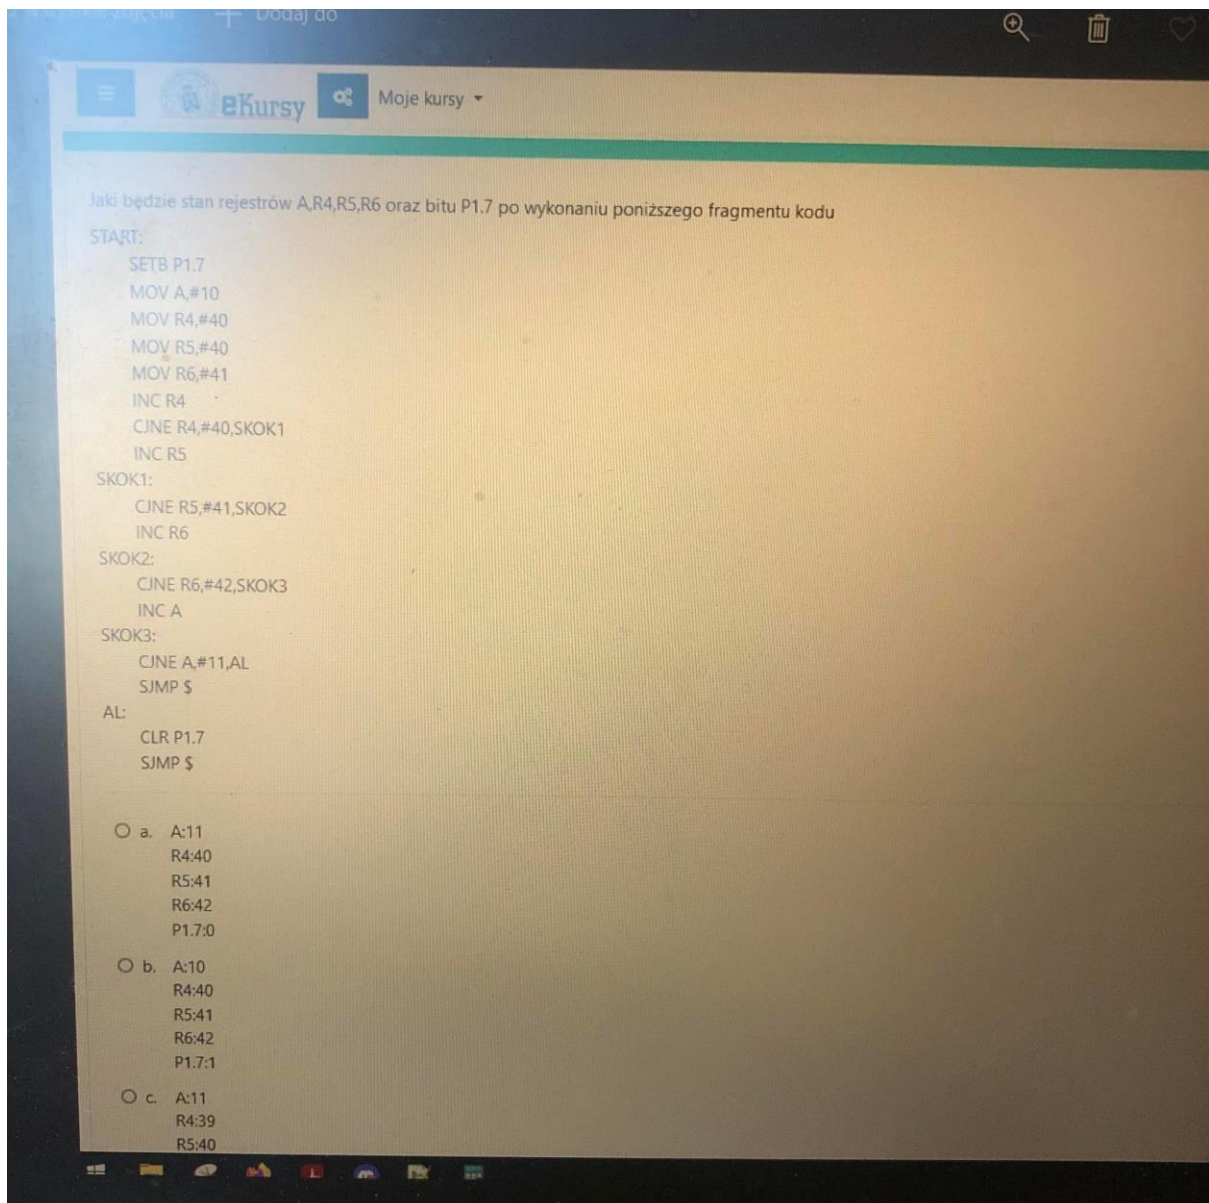 Dodaj do
eKursy Moje kursy
Jaki będzie stan rejestrów A,R4,R5,R6 oraz bitu P1.7 po wykonaniu poniższego fragmentu kodu
START:
SETB P1.7
MOV A,#10
MOV R4,#40
MOV R5,#40
MOV R6,#41
INC R4
CJNE R4,#40,SKOK1
INC R5
SKOK1:
CJNE R5,#41,SKOK2
INC R6
SKOK2:
CJNE R6,#42,SKOK3
INC A
SKOK3:
CJNE A,#11,AL
SJMP $
AL:
CLR P1.7
SJMP $
a. A:11
R4:40
R5:41
R6:42
P1.7:0
b. A:10
R4:40
R5:41
R6:42
P1.7:1
c. A:11
R4:39
R5:40